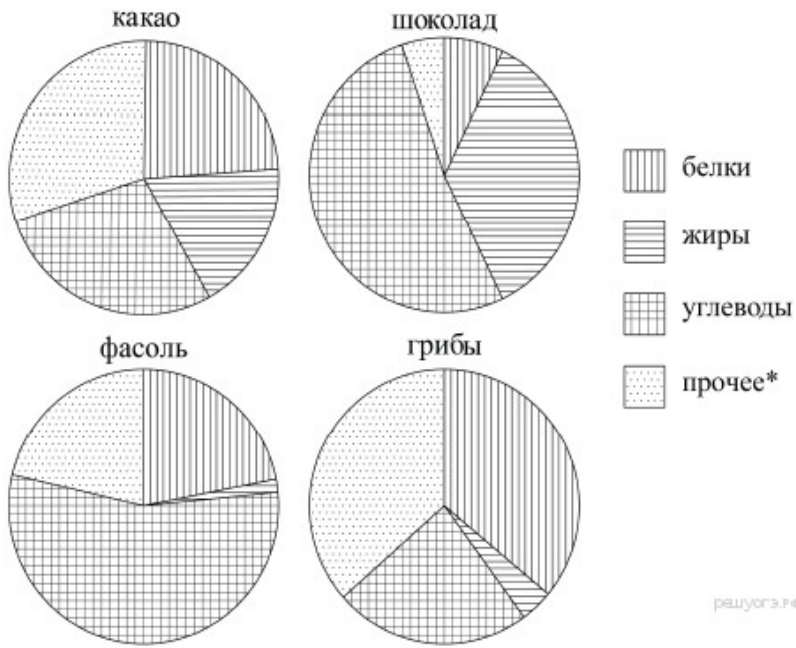 какао
шоколад
белки
жиры
углеводы
прочее*
фасоль
грибы
решуогэ.рф